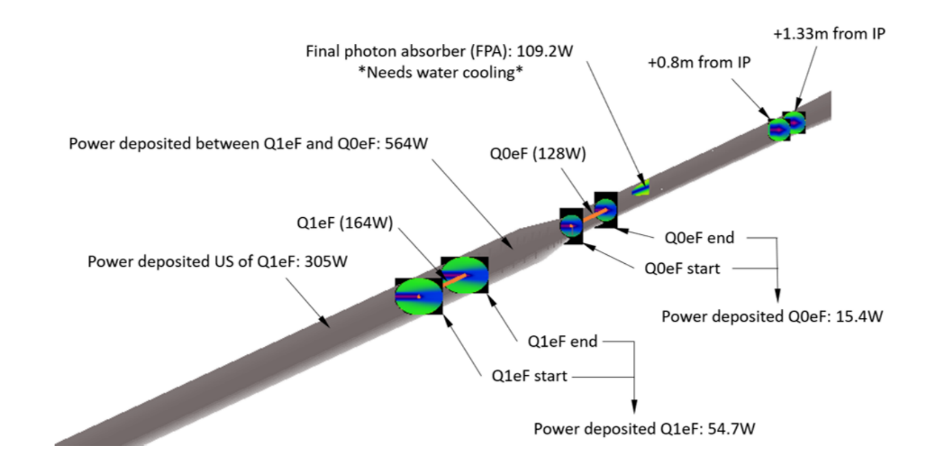 +1.33m from IP
Final photon absorber (FPA): 109.2W
*Needs water cooling*
+0.8m from IP
Power deposited between Q1eF and Q0eF: 564W
Q0eF (128W)
Q1eF (164W)
Q0eF end
Power deposited US of Q1eF: 305W
Q0eF start
Power deposited Q0eF: 15.4W
Q1eF end
Q1eF start
Power deposited Q1eF: 54.7W